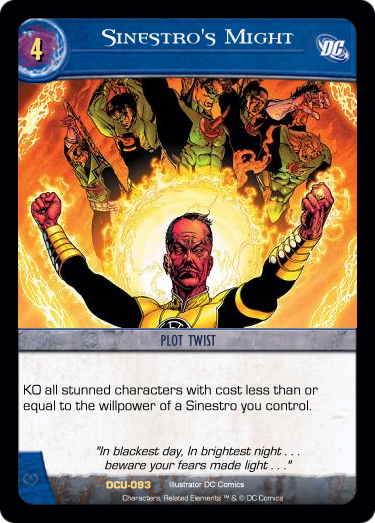 4
Sinestro's Might
DC
PLOT TWIST
KO all stunned characters with cost less than or
equal to the willpower of a Sinestro you control.
"In blackest day, In brightest night . . .
beware your fears made light . . ."
DCU-093 Illustrator DC Comics
Characters, Related Elements ™ & © DC Comics